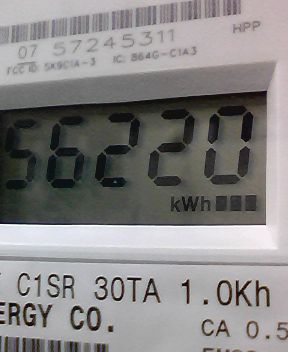 07 57245311
HPP
FCC ID: SK9C1A-3 IC: 864G-C1A3
56220
kWh
C1SR 30TA 1.0Kh
ERGY CO.
CA 0.5